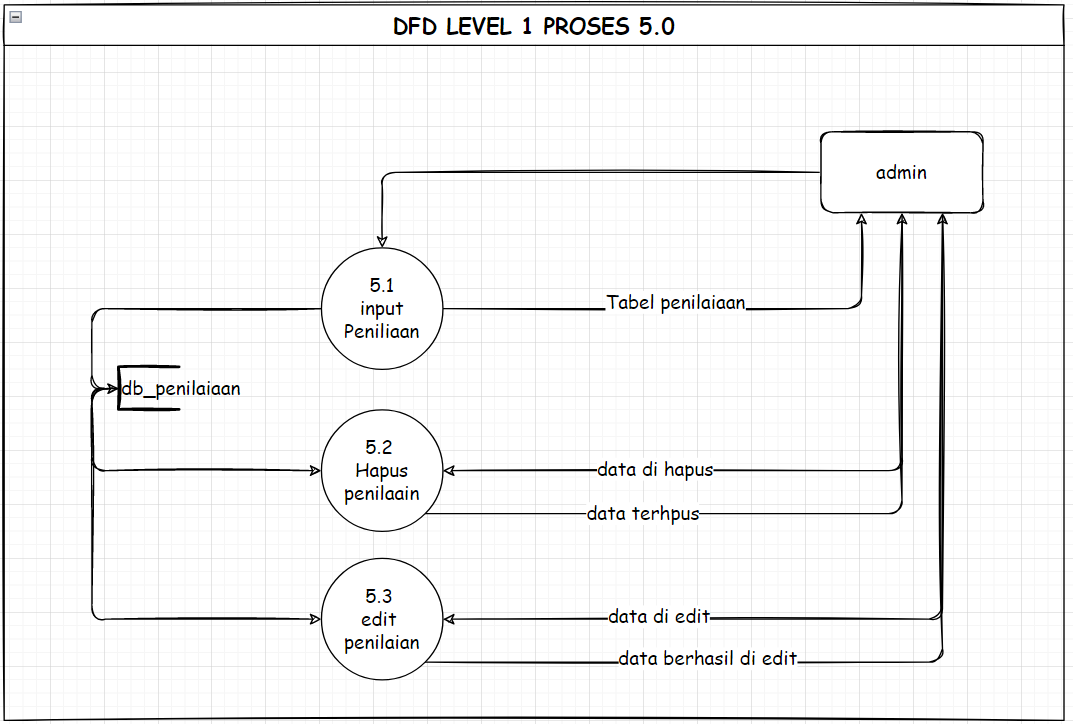 DFD LEVEL 1 PROSES 5.0
admin
5.1
input
Peniliaan
Tabel penilaiaan
db_penilaiaan
5.2
Hapus
penilaain
data di hapus
data terhpus
5.3
edit
penilaian
data di edit
data berhasil di edit